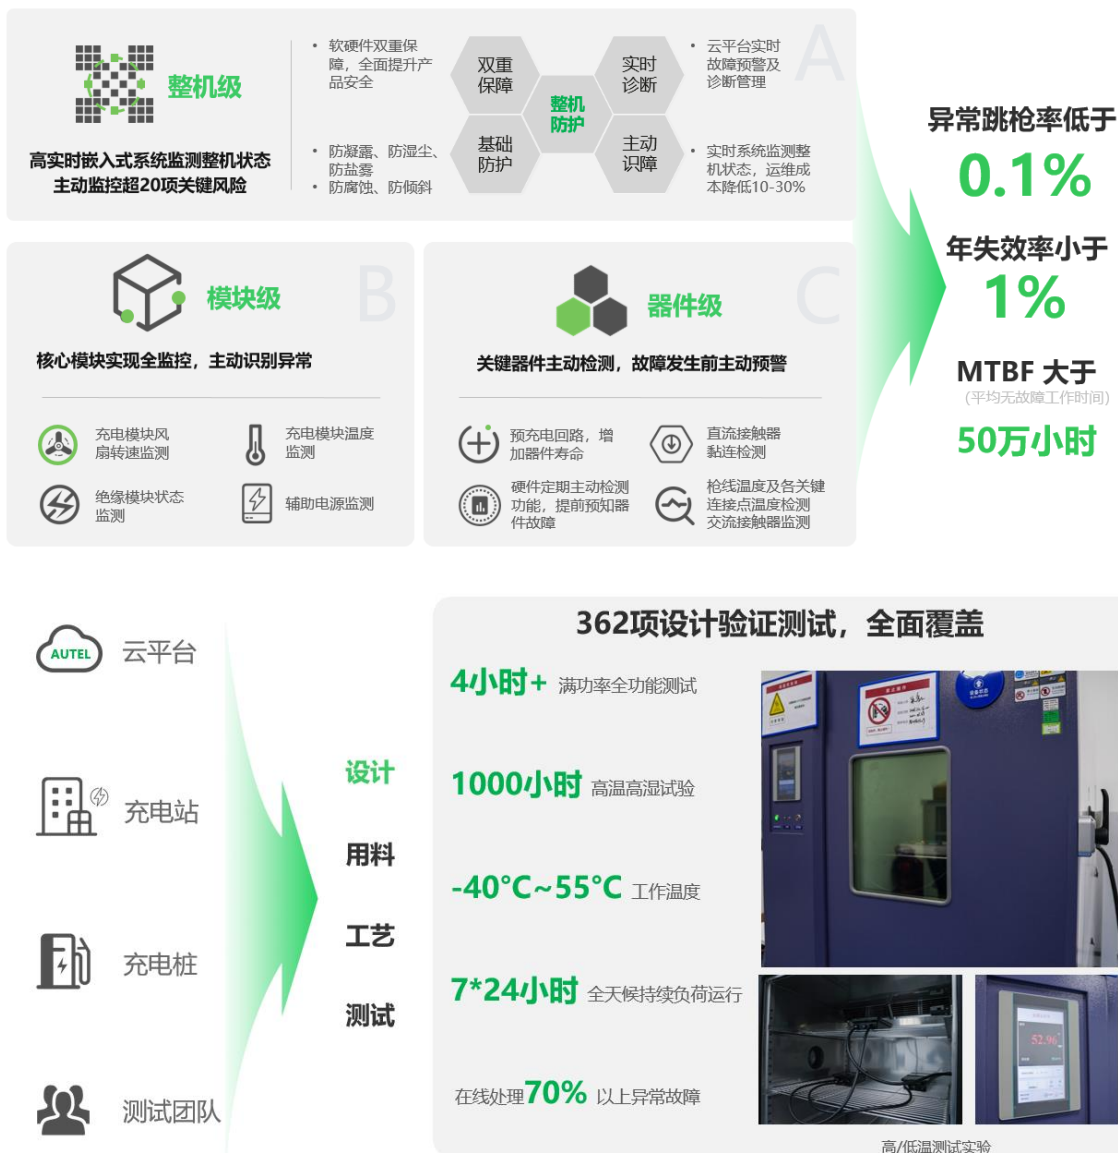 A
整机级
高实时嵌入式系统监测整机状态
主动监控超20项关键风险
• 软硬件双重保
障，全面提升产
品安全
• 防凝露、防湿尘、
防盐雾
• 防腐蚀、防倾斜
双重
保障
实时
诊断
整机
防护
基础
防护
主动
识障
• 云平台实时
故障预警及
诊断管理
• 实时系统监测整
机状态，运维成
本降低10-30%
B
模块级
核心模块实现全监控，主动识别异常
充电模块风
扇转速监测
充电模块温度
监测
绝缘模块状态
监测
辅助电源监测
C
器件级
关键器件主动检测，故障发生前主动预警
预充电回路，增
加器件寿命
直流接触器
黏连检测
硬件定期主动检测
功能，提前预知器
件故障
枪线温度及各关键
连接点温度检测
交流接触器监测
异常跳枪率低于
0.1%
年失效率小于
1%
MTBF 大于
(平均无故障工作时间)
50万小时
AUTEL
云平台
充电站
充电桩
测试团队
设计
用料
工艺
测试
362项设计验证测试，全面覆盖
4小时+ 满功率全功能测试
1000小时 高温高湿试验
-40°C~55°C 工作温度
7*24小时 全天候持续负荷运行
在线处理70% 以上异常故障
52.96
高/低温测试实验